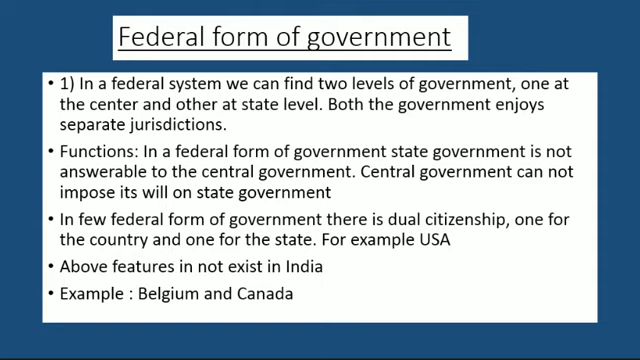 Federal form of government
• 1) In a federal system we can find two levels of government, one at
the center and other at state level. Both the government enjoys
separate jurisdictions.
• Functions: In a federal form of government state government is not
answerable to the central government. Central government can not
impose its will on state government
• In few federal form of government there is dual citizenship, one for
the country and one for the state. For example USA
• Above features in not exist in India
• Example : Belgium and Canada